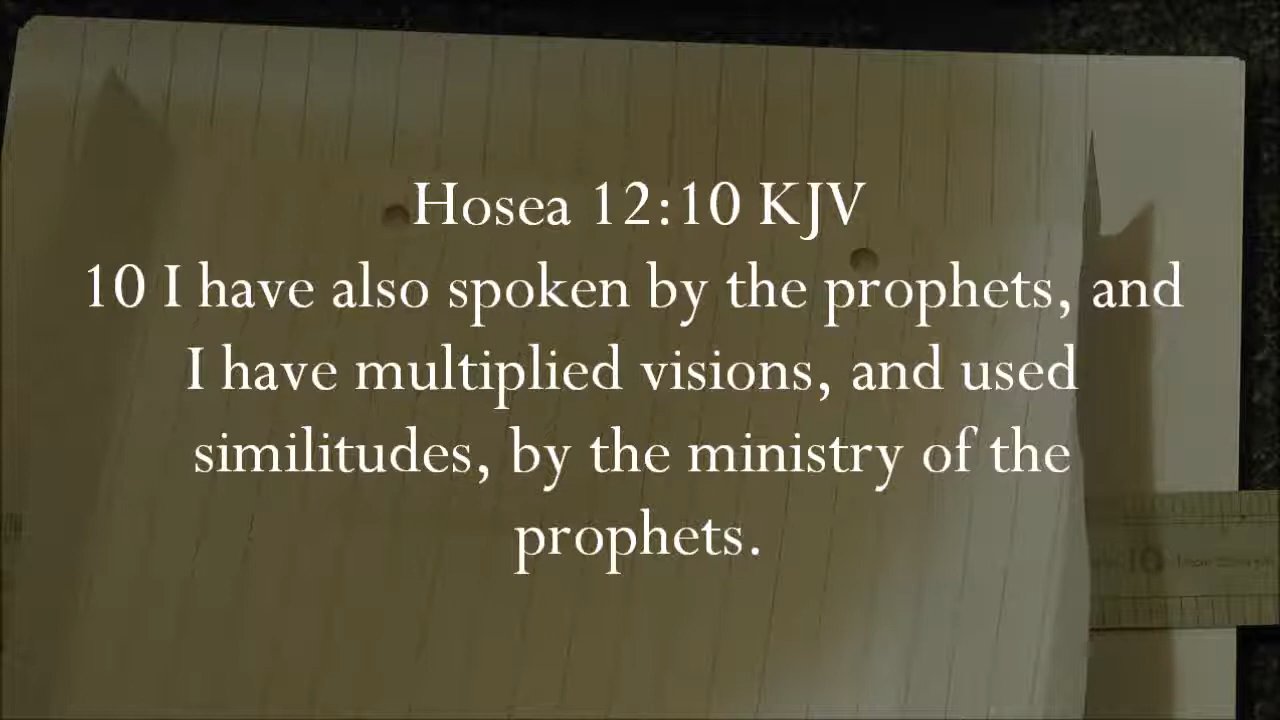 Hosea 12:10 KJV
10 I have also spoken by the prophets, and
I have multiplied visions, and used
similitudes, by the ministry of the
prophets.
10